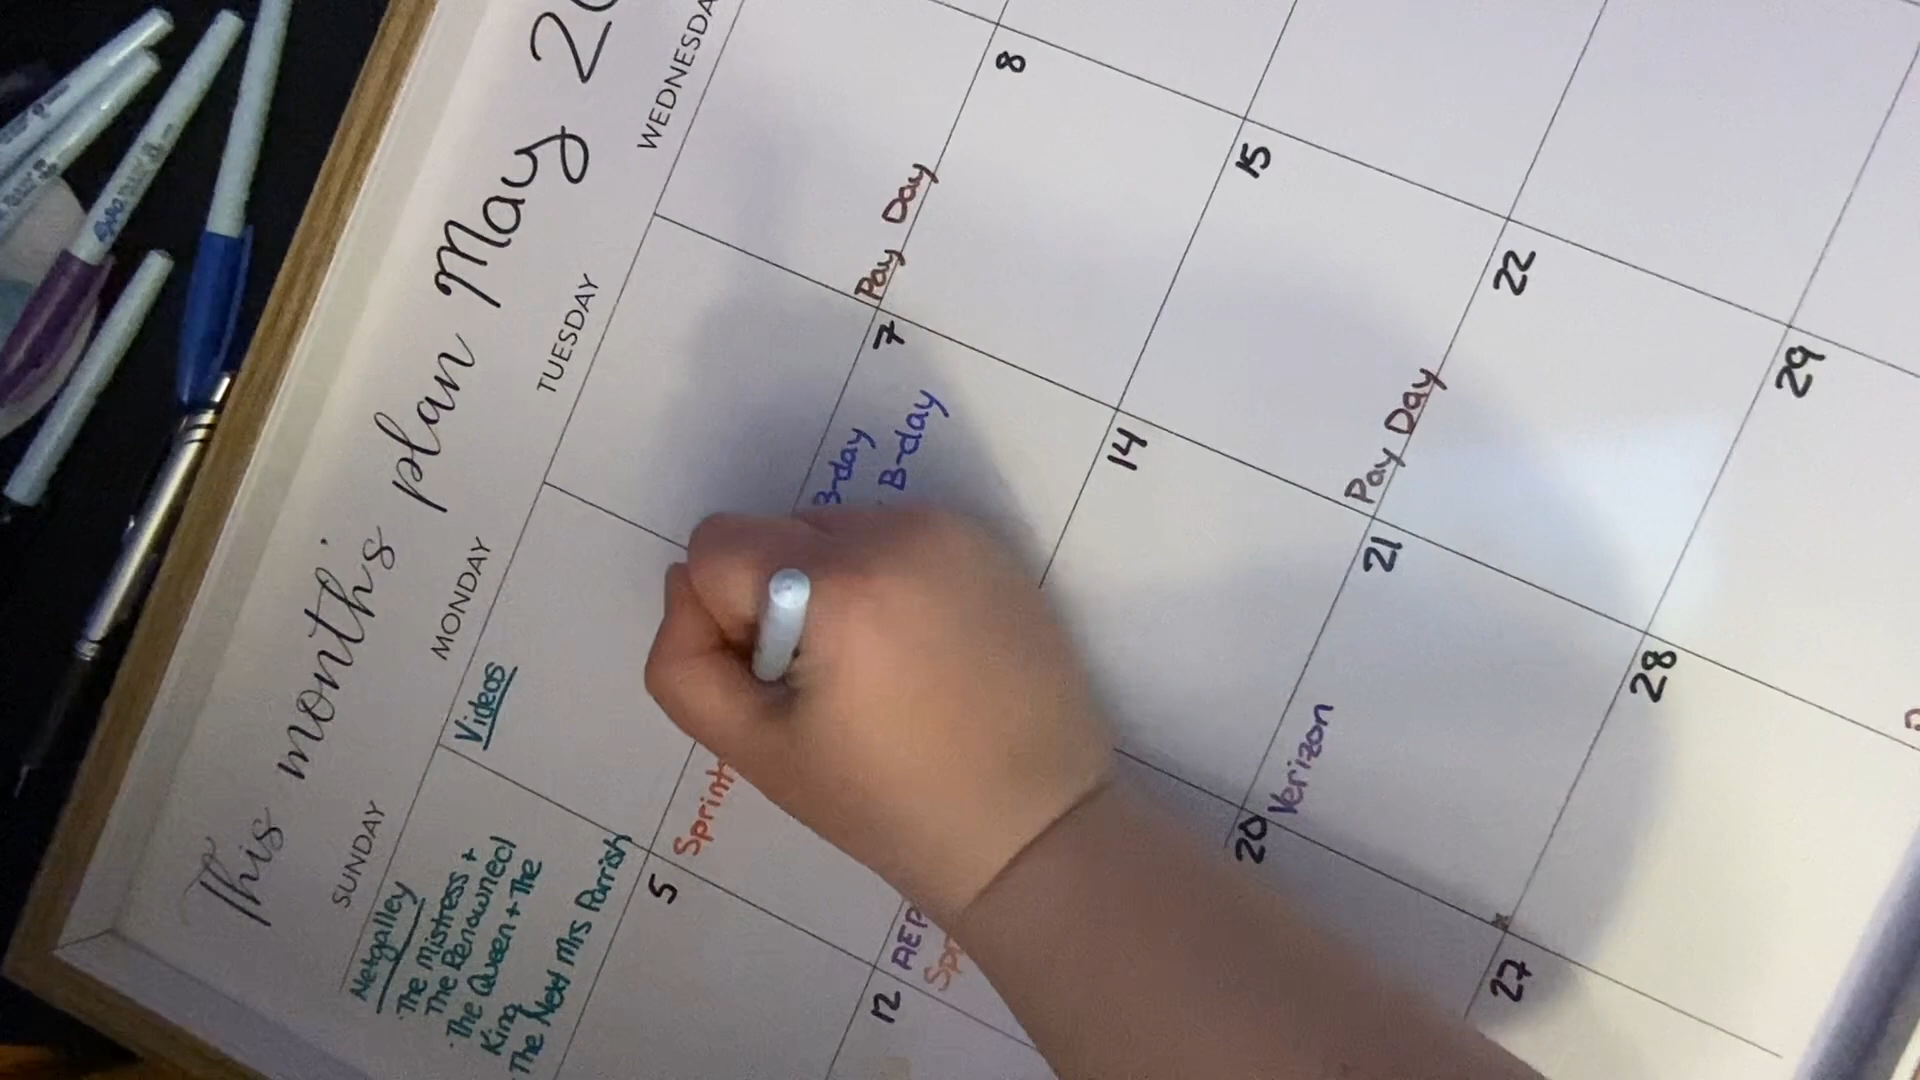 This month's plan May
SUNDAY
MONDAY
TUESDAY
WEDNESDA
Netgalley
· The Mistress +
The Renowned
· The Queen + The
King
· The Next Mrs Parrish
Videos
5
Sprint
7
B-day
B-day
Pay Day
8
12
AEP
14
15
20
Verizon
21
Pay Day
22
27
28
29
EXPO